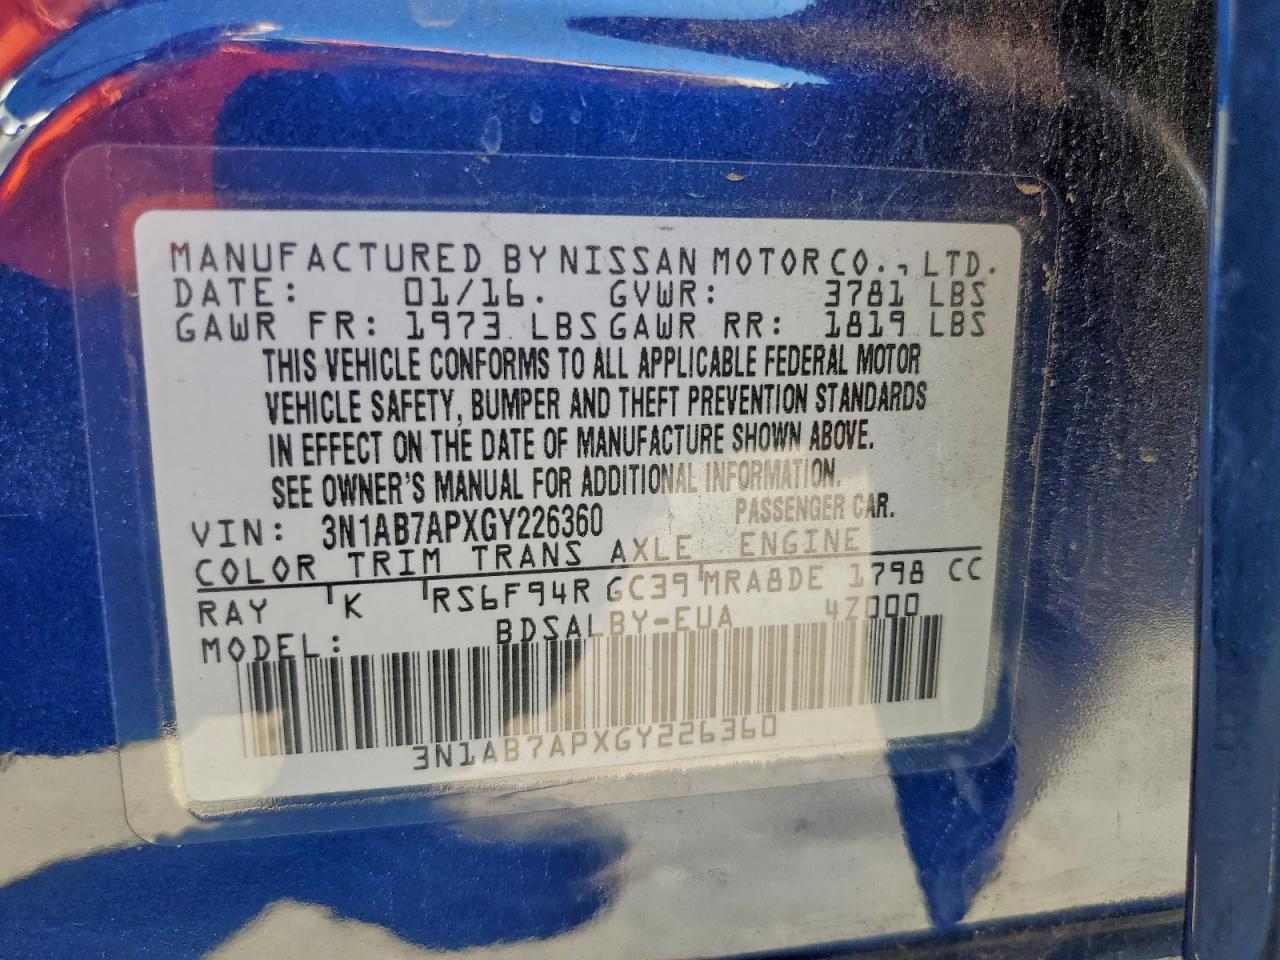 MANUFACTURED BY NISSAN MOTOR CO., LTD.
DATE: 01/16. GVWR: 3781 LBS
GAWR FR: 1973 LBS GAWR RR: 1819 LBS
THIS VEHICLE CONFORMS TO ALL APPLICABLE FEDERAL MOTOR
VEHICLE SAFETY, BUMPER AND THEFT PREVENTION STANDARDS
IN EFFECT ON THE DATE OF MANUFACTURE SHOWN ABOVE.
SEE OWNER'S MANUAL FOR ADDITIONAL INFORMATION.
VIN: 3N1AB7APXGY226360 PASSENGER CAR.
COLOR TRIM TRANS AXLE ENGINE
RAY K RS6F94R GC39 MRA8DE 1798 CC
MODEL: BDSALBY-EUA 4Z000
3N1AB7APXGY226360